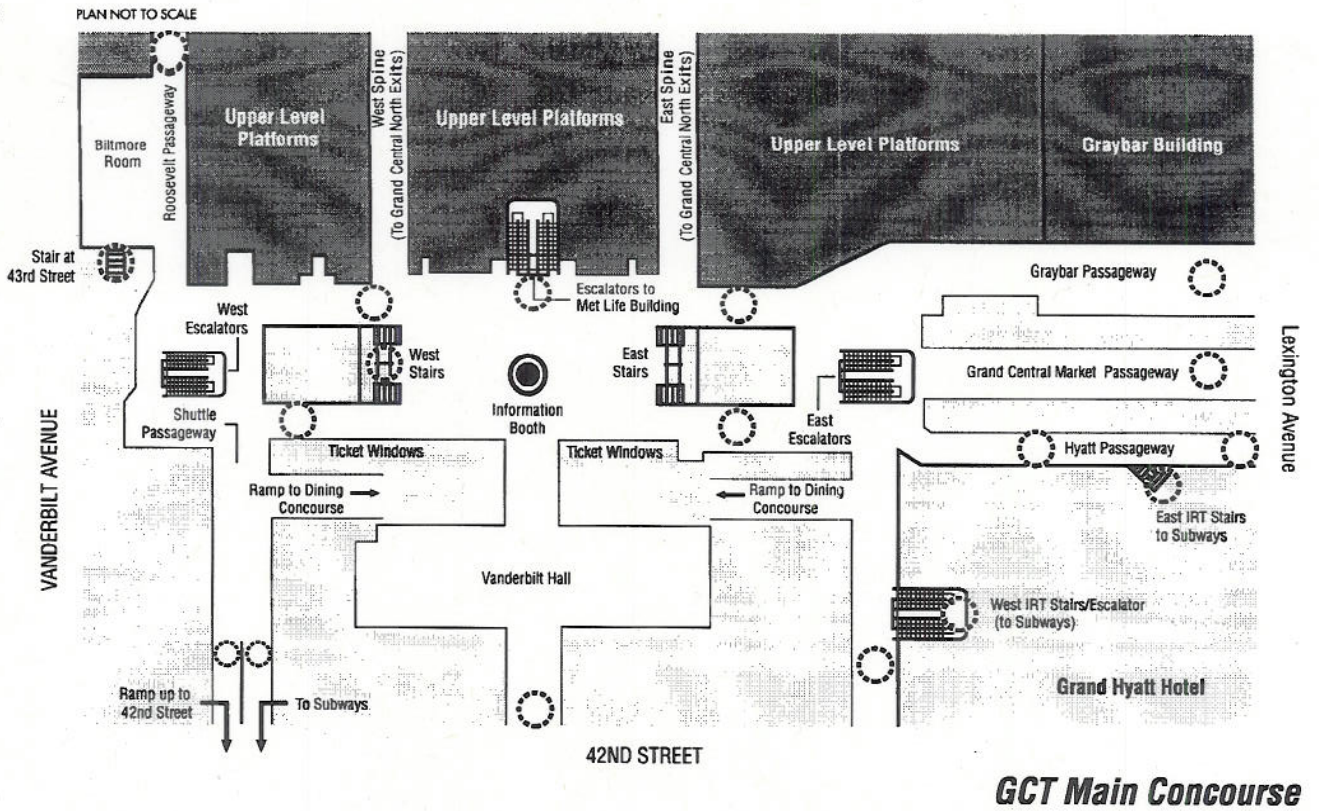 PLAN NOT TO SCALE
Biltmore
Room
Roosevelt Passageway
Upper Level
Platforms
West Spine
(To Grand Central North Exits)
Upper Level Platforms
East Spine
(To Grand Central North Exits)
Upper Level Platforms
Graybar Building
Stair at
43rd Street
Escalators to
Met Life Building
Graybar Passageway
West
Escalators
West
Stairs
Information
Booth
East
Stairs
East
Escalators
Grand Central Market Passageway
Lexington Avenue
VANDERBILT AVENUE
Shuttle
Passageway
Ticket Windows
Ticket Windows
Hyatt Passageway
Ramp to Dining
Concourse
Ramp to Dining
Concourse
East IRT Stairs
to Subways
Vanderbilt Hall
West IRT Stairs/Escalator
(to Subways)
Ramp up to
42nd Street
To Subways
Grand Hyatt Hotel
42ND STREET
GCT Main Concourse